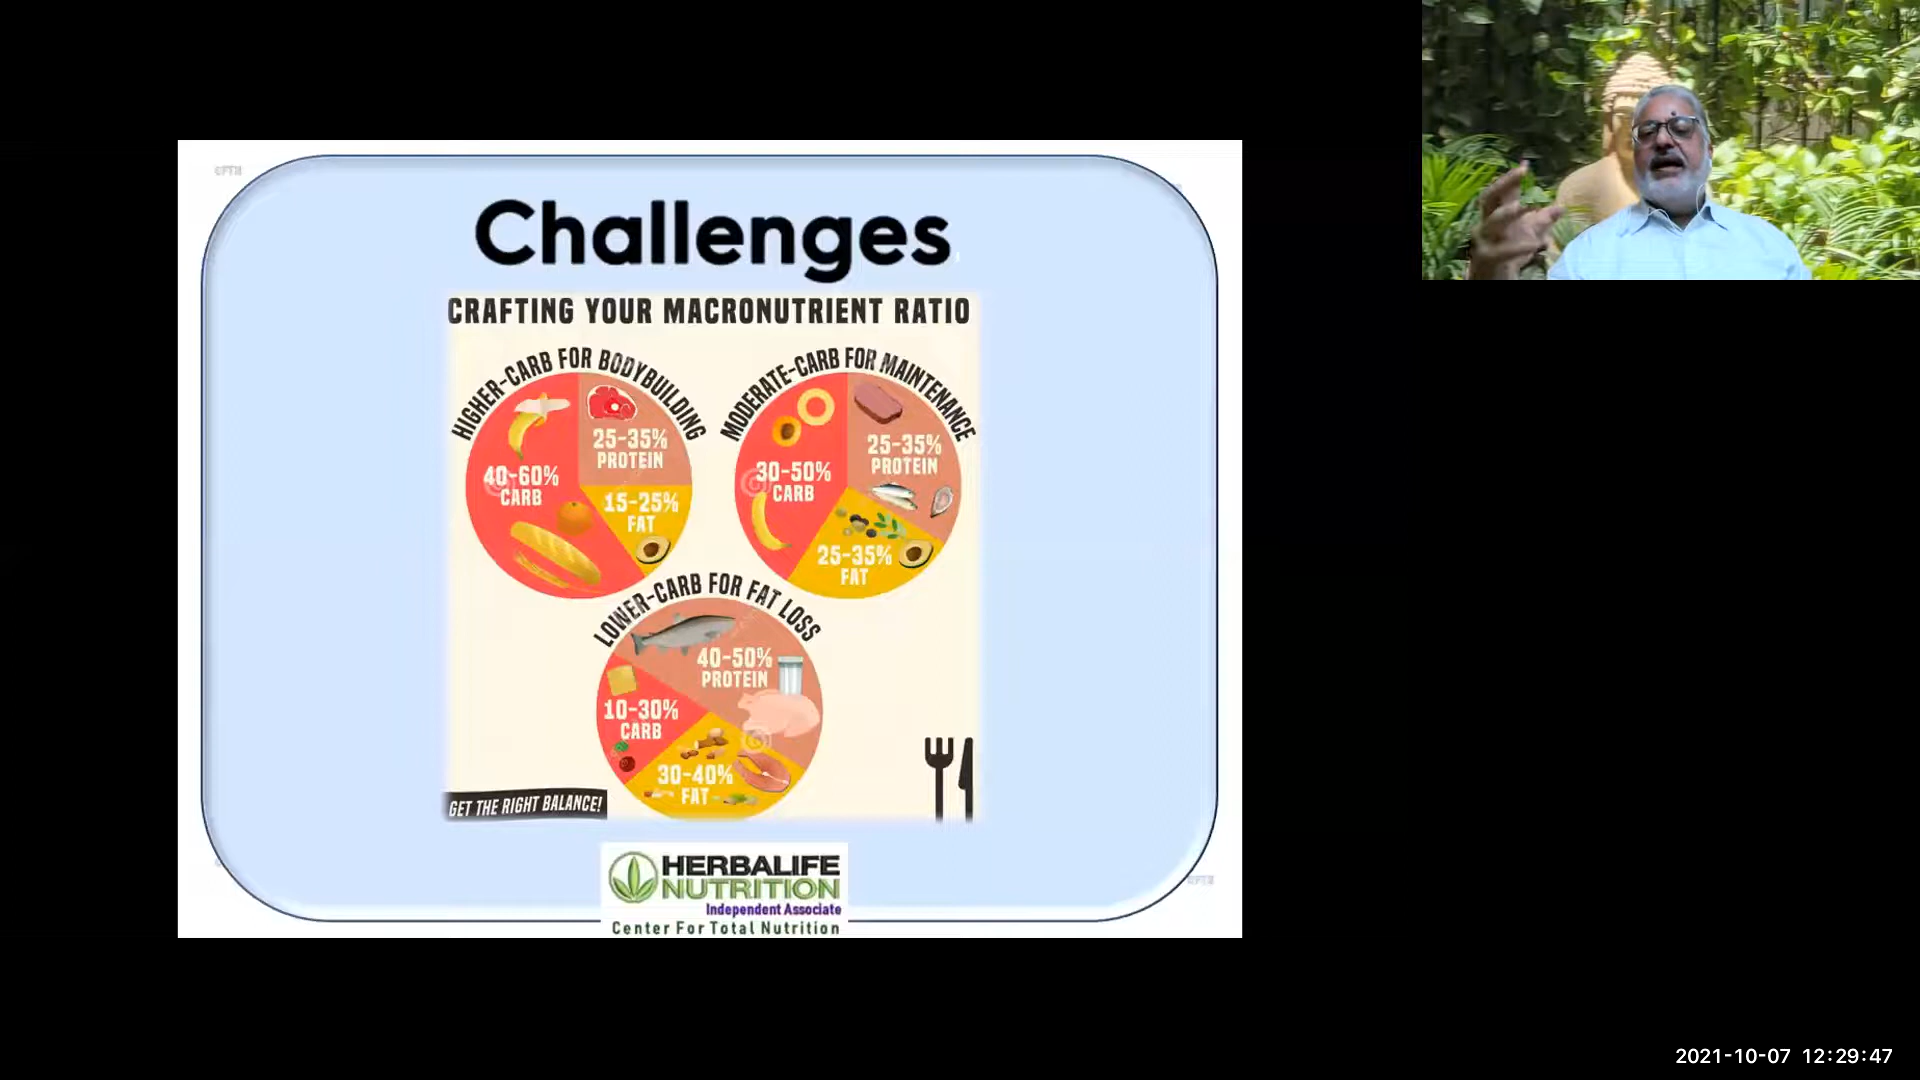 Challenges
CRAFTING YOUR MACRONUTRIENT RATIO
HIGHER-CARB FOR BODYBUILDING
25-35%
PROTEIN
40-60%
CARB
15-25%
FAT
MODERATE-CARB FOR MAINTENANCE
25-35%
PROTEIN
30-50%
CARB
25-35%
FAT
LOWER-CARB FOR FAT LOSS
40-50%
PROTEIN
10-30%
CARB
30-40%
FAT
GET THE RIGHT BALANCE!
HERBALIFE
NUTRITION
Independent Associate
Center For Total Nutrition
2021-10-07 12:29:47